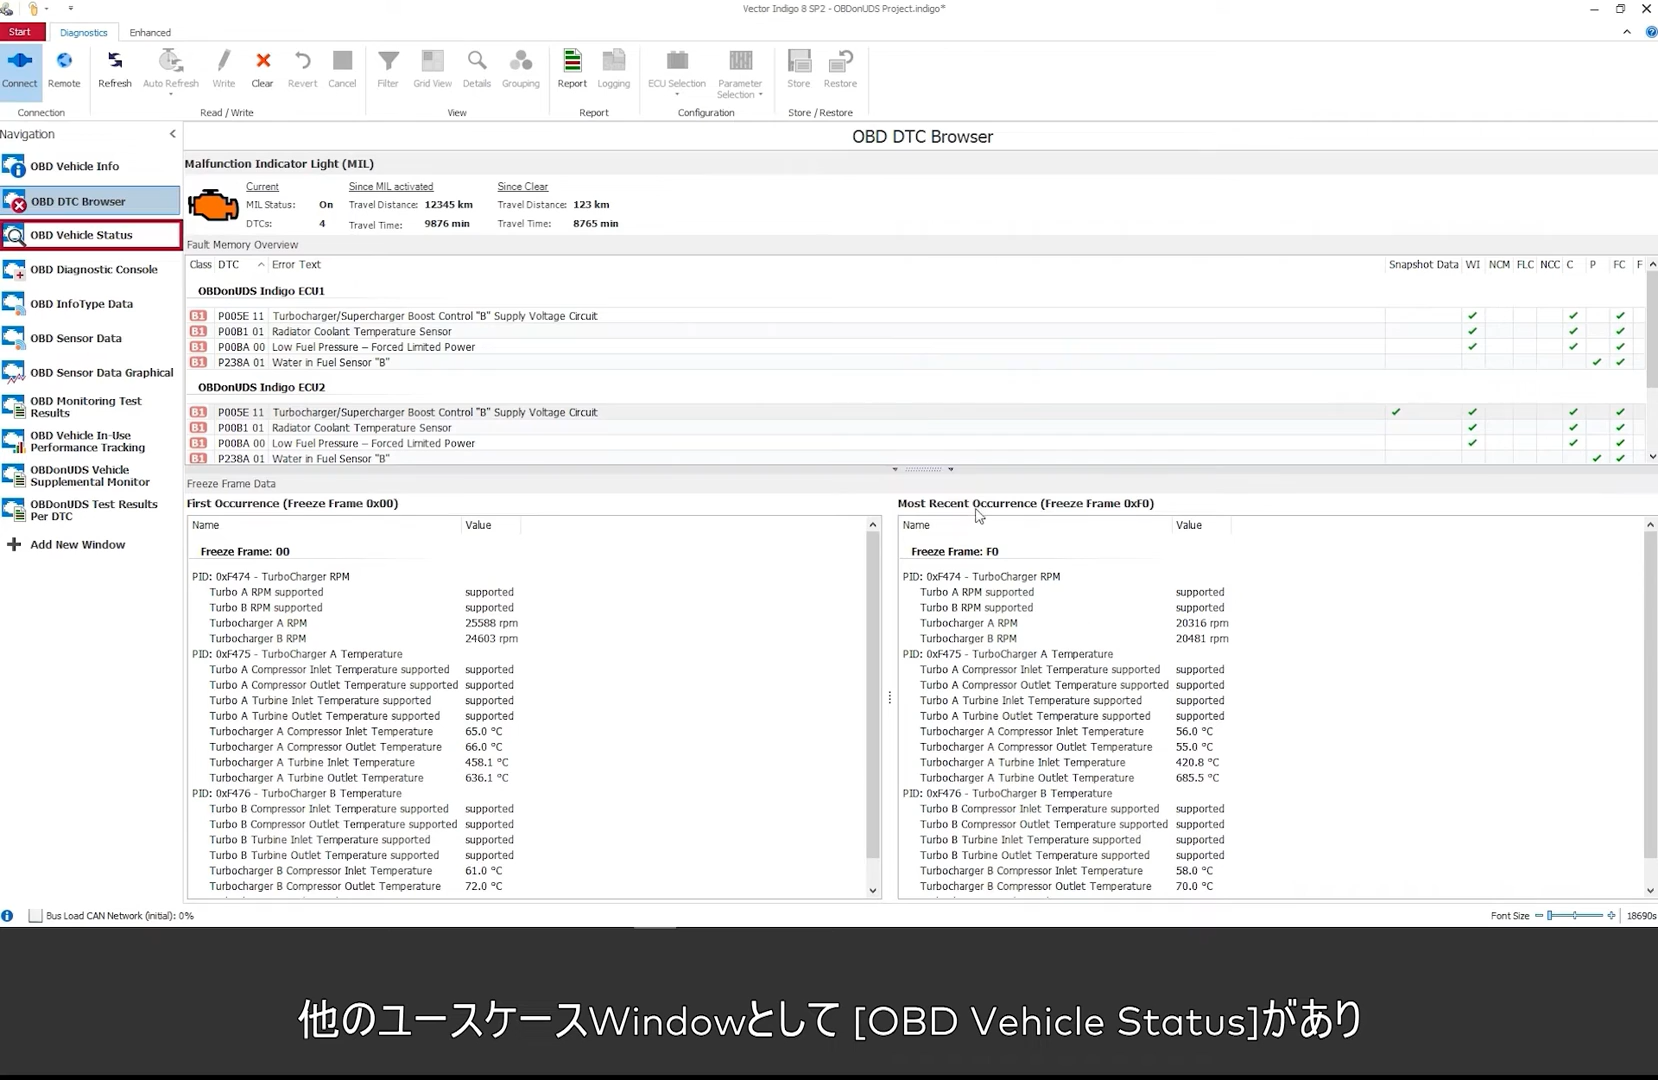 Vector Indigo 8 SP2 - OBDonUDS Project.indigo*
Start Diagnostics Enhanced
Connect Remote Refresh Auto Refresh Write Clear Revert Cancel Filter Grid View Details Grouping Report Logging ECU Selection Parameter Selection Store Restore
Connection Read / Write View Report Configuration Store / Restore
Navigation
OBD Vehicle Info
OBD DTC Browser
OBD Vehicle Status
OBD Diagnostic Console
OBD InfoType Data
OBD Sensor Data
OBD Sensor Data Graphical
OBD Monitoring Test
Results
OBD Vehicle In-Use
Performance Tracking
OBDonUDS Vehicle
Supplemental Monitor
OBDonUDS Test Results
Per DTC
Add New Window
OBD DTC Browser
Malfunction Indicator Light (MIL)
Current Since MIL activated Since Clear
MIL Status: On Travel Distance: 12345 km Travel Distance: 123 km
DTCs: 4 Travel Time: 9876 min Travel Time: 8765 min
Fault Memory Overview
Class DTC Error Text Snapshot Data WI NCM FLC NCC C P FC F
OBDonUDS Indigo ECU1
B1 P005E 11 Turbocharger/Supercharger Boost Control "B" Supply Voltage Circuit
B1 P00B1 01 Radiator Coolant Temperature Sensor
B1 P00BA 00 Low Fuel Pressure – Forced Limited Power
B1 P238A 01 Water in Fuel Sensor "B"
OBDonUDS Indigo ECU2
B1 P005E 11 Turbocharger/Supercharger Boost Control "B" Supply Voltage Circuit
B1 P00B1 01 Radiator Coolant Temperature Sensor
B1 P00BA 00 Low Fuel Pressure – Forced Limited Power
B1 P238A 01 Water in Fuel Sensor "B"
Freeze Frame Data
First Occurrence (Freeze Frame 0x00)
Name Value
Freeze Frame: 00
PID: 0xF474 - TurboCharger RPM
Turbo A RPM supported supported
Turbo B RPM supported supported
Turbocharger A RPM 25588 rpm
Turbocharger B RPM 24603 rpm
PID: 0xF475 - TurboCharger A Temperature
Turbo A Compressor Inlet Temperature supported supported
Turbo A Compressor Outlet Temperature supported supported
Turbo A Turbine Inlet Temperature supported supported
Turbo A Turbine Outlet Temperature supported supported
Turbocharger A Compressor Inlet Temperature 65.0 °C
Turbocharger A Compressor Outlet Temperature 66.0 °C
Turbocharger A Turbine Inlet Temperature 458.1 °C
Turbocharger A Turbine Outlet Temperature 636.1 °C
PID: 0xF476 - TurboCharger B Temperature
Turbo B Compressor Inlet Temperature supported supported
Turbo B Compressor Outlet Temperature supported supported
Turbo B Turbine Inlet Temperature supported supported
Turbo B Turbine Outlet Temperature supported supported
Turbocharger B Compressor Inlet Temperature 61.0 °C
Turbocharger B Compressor Outlet Temperature 72.0 °C
Most Recent Occurrence (Freeze Frame 0xF0)
Name Value
Freeze Frame: F0
PID: 0xF474 - TurboCharger RPM
Turbo A RPM supported supported
Turbo B RPM supported supported
Turbocharger A RPM 20316 rpm
Turbocharger B RPM 20481 rpm
PID: 0xF475 - TurboCharger A Temperature
Turbo A Compressor Inlet Temperature supported supported
Turbo A Compressor Outlet Temperature supported supported
Turbo A Turbine Inlet Temperature supported supported
Turbo A Turbine Outlet Temperature supported supported
Turbocharger A Compressor Inlet Temperature 56.0 °C
Turbocharger A Compressor Outlet Temperature 55.0 °C
Turbocharger A Turbine Inlet Temperature 420.8 °C
Turbocharger A Turbine Outlet Temperature 685.5 °C
PID: 0xF476 - TurboCharger B Temperature
Turbo B Compressor Inlet Temperature supported supported
Turbo B Compressor Outlet Temperature supported supported
Turbo B Turbine Inlet Temperature supported supported
Turbo B Turbine Outlet Temperature supported supported
Turbocharger B Compressor Inlet Temperature 58.0 °C
Turbocharger B Compressor Outlet Temperature 70.0 °C
Bus Load CAN Network (initial): 0% Font Size 18690s
他のユースケースWindowとして [OBD Vehicle Status]があり